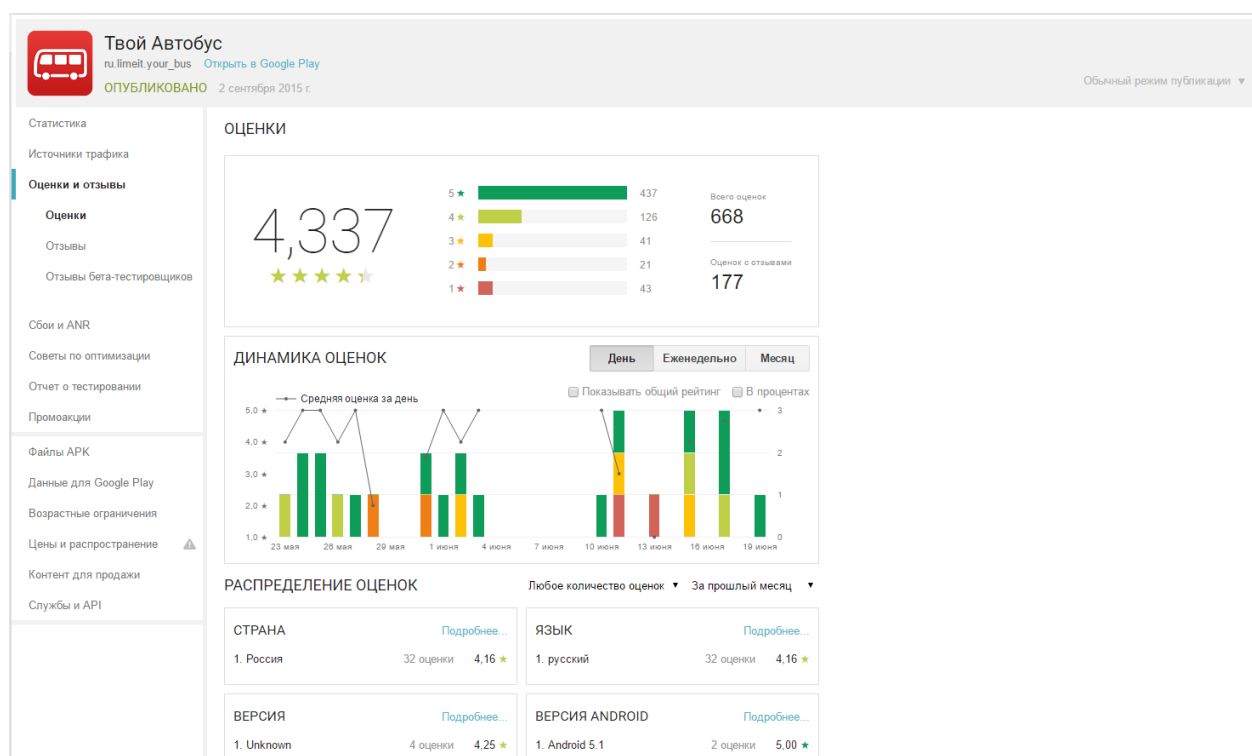 Твой Автобус
ru.limeit.your_bus Открыть в Google Play
ОПУБЛИКОВАНО 2 сентября 2015 г.
Обычный режим публикации ▼
Статистика
Источники трафика
Оценки и отзывы
Оценки
Отзывы
Отзывы бета-тестировщиков
Сбои и ANR
Советы по оптимизации
Отчет о тестировании
Промоакции
Файлы APK
Данные для Google Play
Возрастные ограничения
Цены и распространение
Контент для продажи
Службы и API
ОЦЕНКИ
4,337
5 ★ 437
4 ★ 126
3 ★ 41
2 ★ 21
1 ★ 43
Всего оценок
668
Оценок с отзывами
177
ДИНАМИКА ОЦЕНОК
День Еженедельно Месяц
Показывать общий рейтинг В процентах
Средняя оценка за день
5,0 ★ 3
4,0 ★ 2
3,0 ★
2,0 ★ 1
1,0 ★ 0
23 мая 26 мая 29 мая 1 июня 4 июня 7 июня 10 июня 13 июня 16 июня 19 июня
РАСПРЕДЕЛЕНИЕ ОЦЕНОК
Любое количество оценок ▼ За прошлый месяц ▼
СТРАНА Подробнее...
1. Россия 32 оценки 4,16 ★
ЯЗЫК Подробнее...
1. русский 32 оценки 4,16 ★
ВЕРСИЯ Подробнее...
1. Unknown 4 оценки 4,25 ★
ВЕРСИЯ ANDROID Подробнее...
1. Android 5.1 2 оценки 5,00 ★